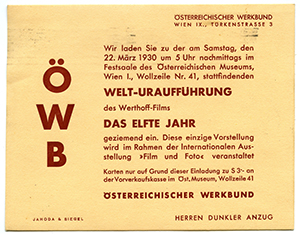 ÖSTERREICHISCHER WERKBUND
WIEN IX., TÜRKENSTRASSE 3
Wir laden Sie zu der am Samstag, den
22. März 1930 um 5 Uhr nachmittags im
Festsaale des Österreichischen Museums,
Wien I., Wollzeile Nr. 41, stattfindenden
WELT-URAUFFÜHRUNG
des Werthoff-Films
DAS ELFTE JAHR
geziemend ein. Diese einzige Vorstellung
wird im Rahmen der Internationalen Aus-
stellung »Film und Foto« veranstaltet
Karten nur auf Grund dieser Einladung zu S 3·– an
der Vorverkaufskasse im Öst. Museum, Wollzeile 41
ÖSTERREICHISCHER WERKBUND
HERREN DUNKLER ANZUG
Ö
W
B
JAHODA & SIEGEL